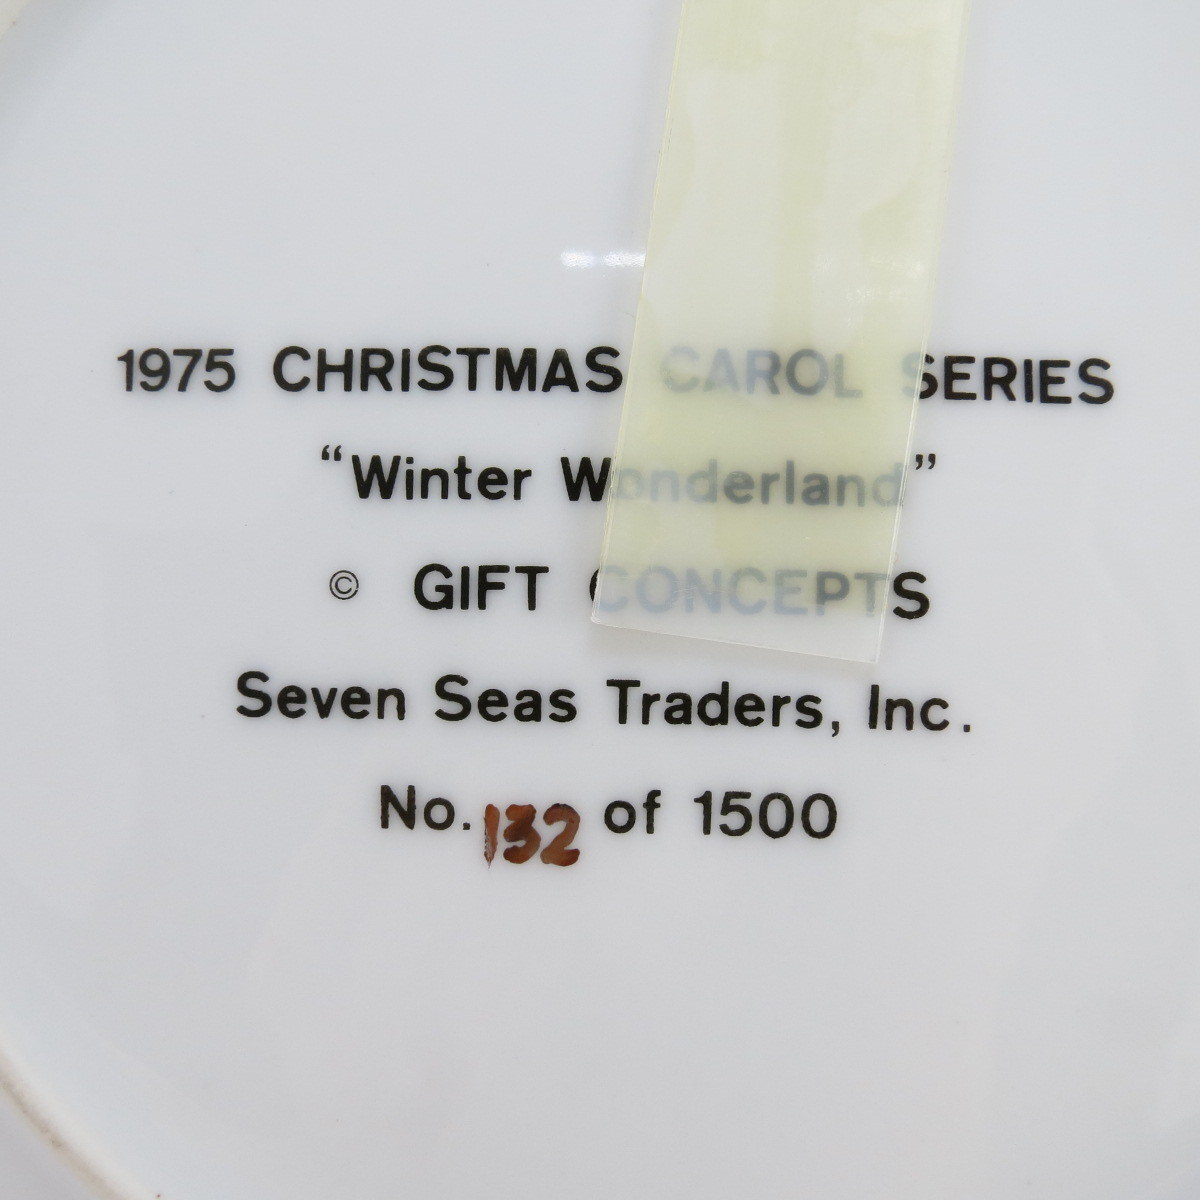 1975 CHRISTMAS CAROL SERIES
“Winter Wonderland”
© GIFT CONCEPTS
Seven Seas Traders, Inc.
No. 132 of 1500